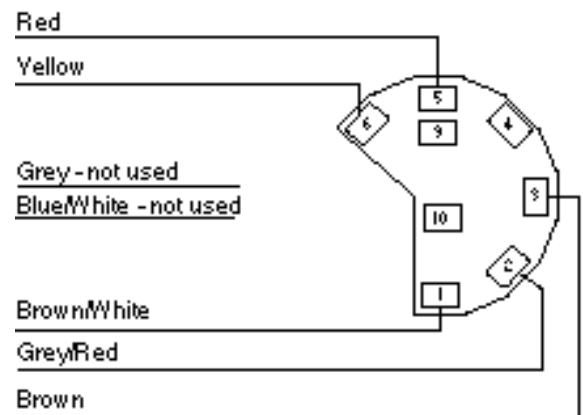 Red
Yellow
5
6
9
4
Grey - not used
3
Blue/White - not used
10
2
1
Brown/White
Grey/Red
Brown